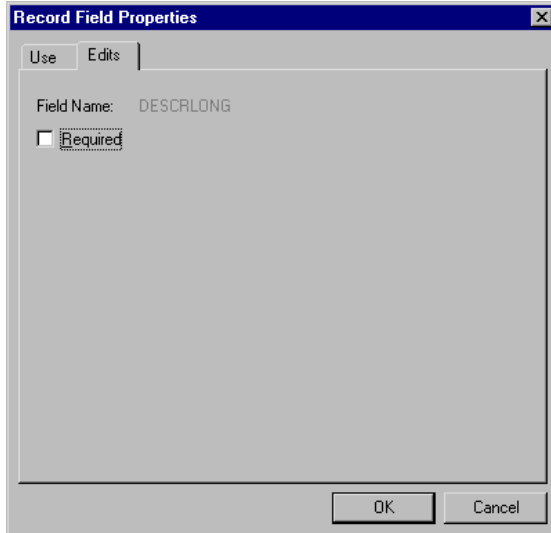 Record Field Properties
Use Edits
Field Name: DESCRLONG
Required
OK Cancel